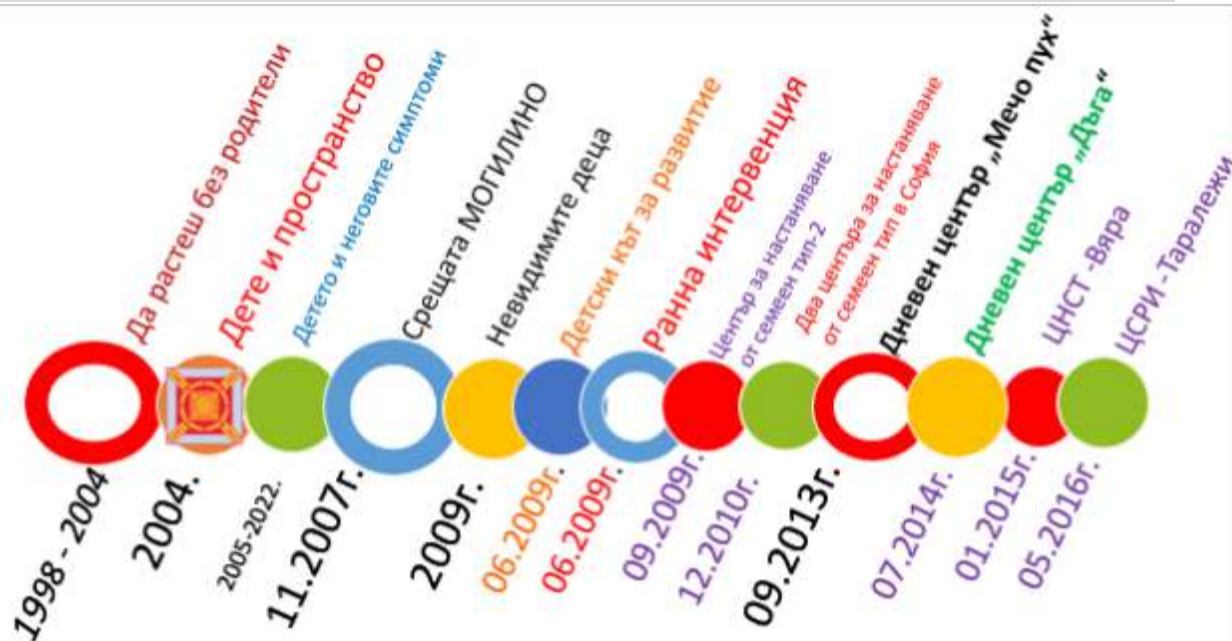 Да растеш без родители
Дете и пространство
Детето и неговите симптоми
Срещата МОГИЛИНО
Невидимите деца
Детски кът за развитие
Ранна интервенция
Център за настаняване
от семеен тип-2
Два центъра за настаняване
от семеен тип в София
Дневен център „Мечо пух“
Дневен център „Дъга“
ЦНСТ -Вяра
ЦСРИ -Таралежи
1998 - 2004
2004.
2005-2022.
11.2007г.
2009г.
06.2009г.
06.2009г.
09.2009г.
12.2010г.
09.2013г.
07.2014г.
01.2015г.
05.2016г.